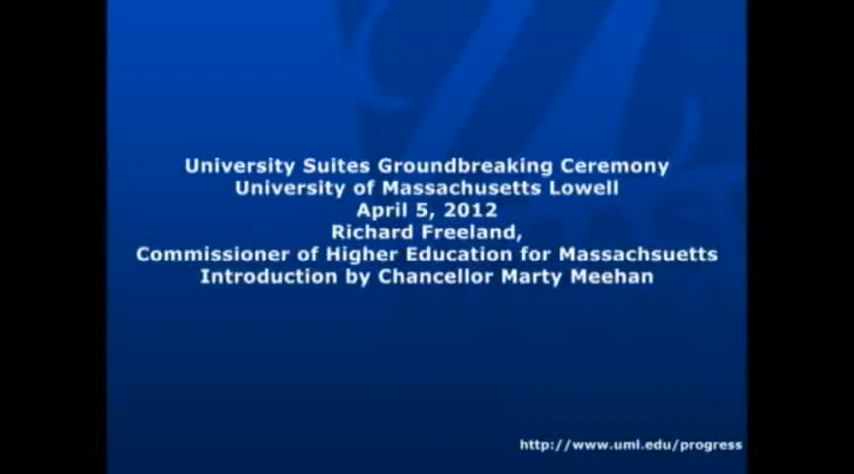 University Suites Groundbreaking Ceremony
University of Massachusetts Lowell
April 5, 2012
Richard Freeland,
Commissioner of Higher Education for Massachsuetts
Introduction by Chancellor Marty Meehan
http://www.uml.edu/progress